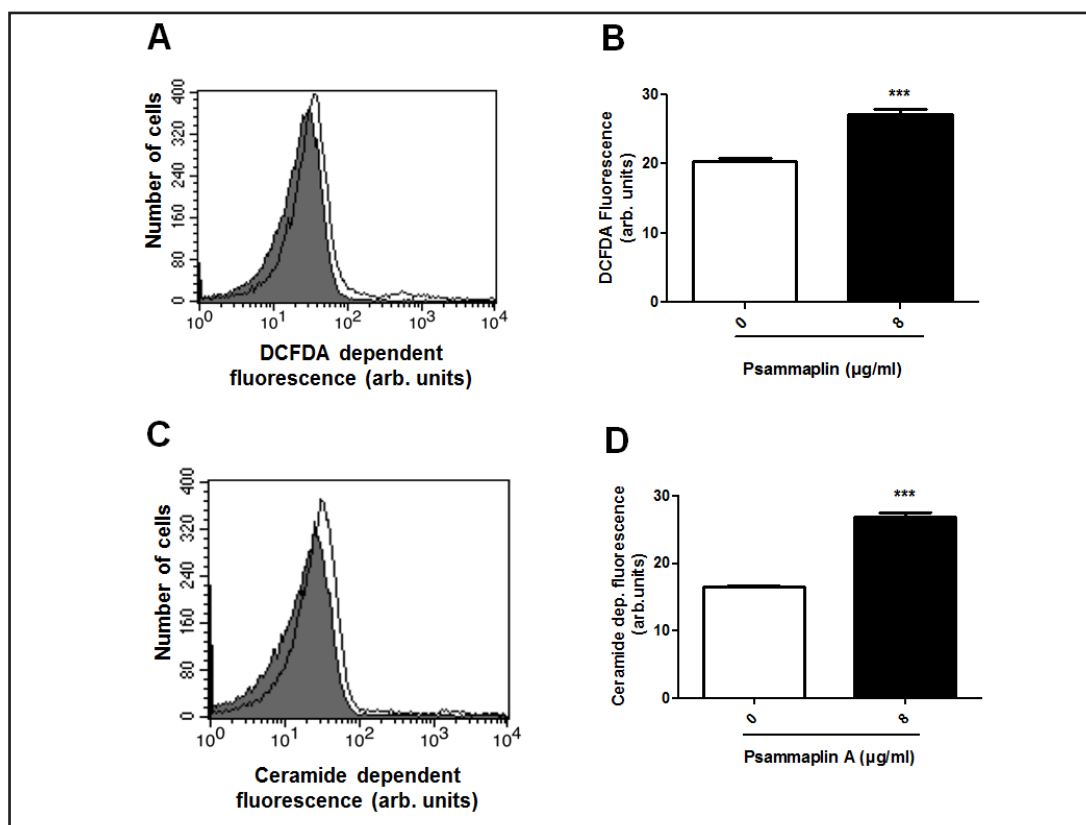 A
Number of cells
400
320
240
160
80
0
10^0 10^1 10^2 10^3 10^4
DCFDA dependent
fluorescence (arb. units)
B
DCFDA Fluorescence
(arb. units)
30
20
10
0
***
0 8
Psammaplin (μg/ml)
C
Number of cells
400
320
240
160
80
0
10^0 10^1 10^2 10^3 10^4
Ceramide dependent
fluorescence (arb. units)
D
Ceramide dep. fluorescence
(arb.units)
30
20
10
0
***
0 8
Psammaplin A (μg/ml)